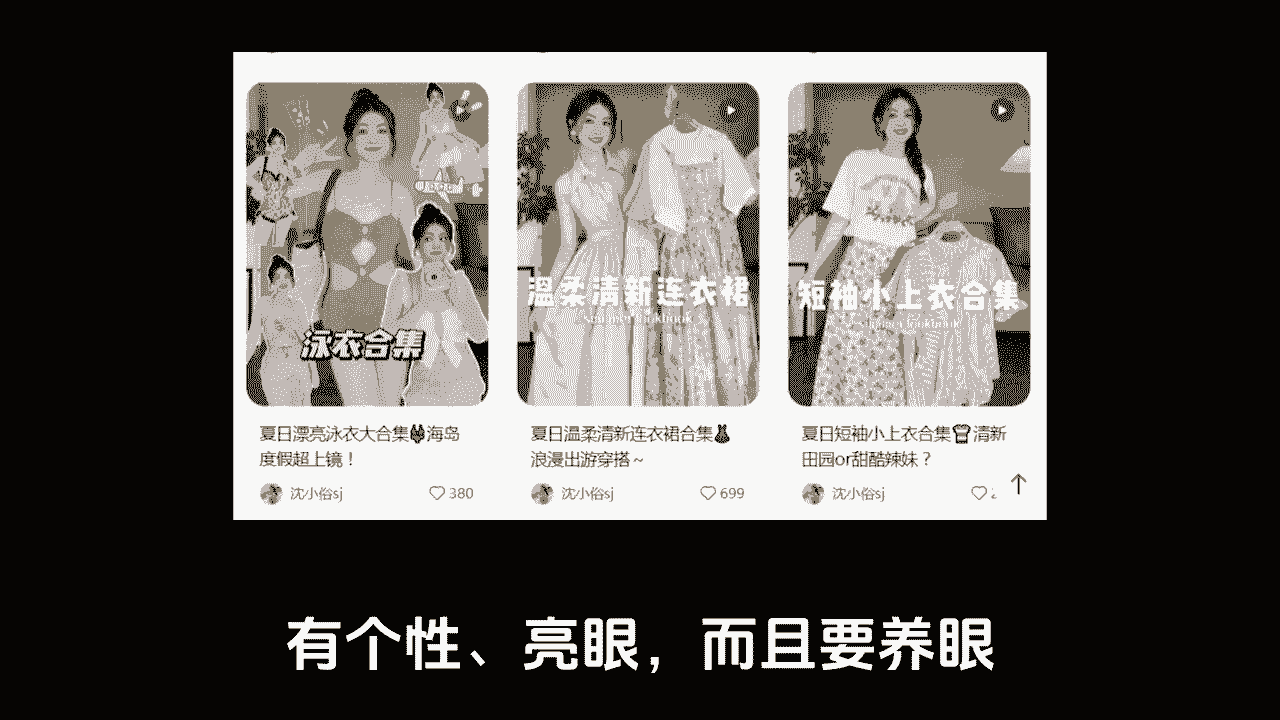 泳衣合集
温柔清新连衣裙
summer lookbook
短袖小上衣合集
summer lookbook
夏日漂亮泳衣大合集👙海岛
度假超上镜！
沈小俗sj
380
夏日温柔清新连衣裙合集👗
浪漫出游穿搭～
沈小俗sj
699
夏日短袖小上衣合集👚清新
田园or甜酷辣妹？
沈小俗sj
有个性、亮眼，而且要养眼